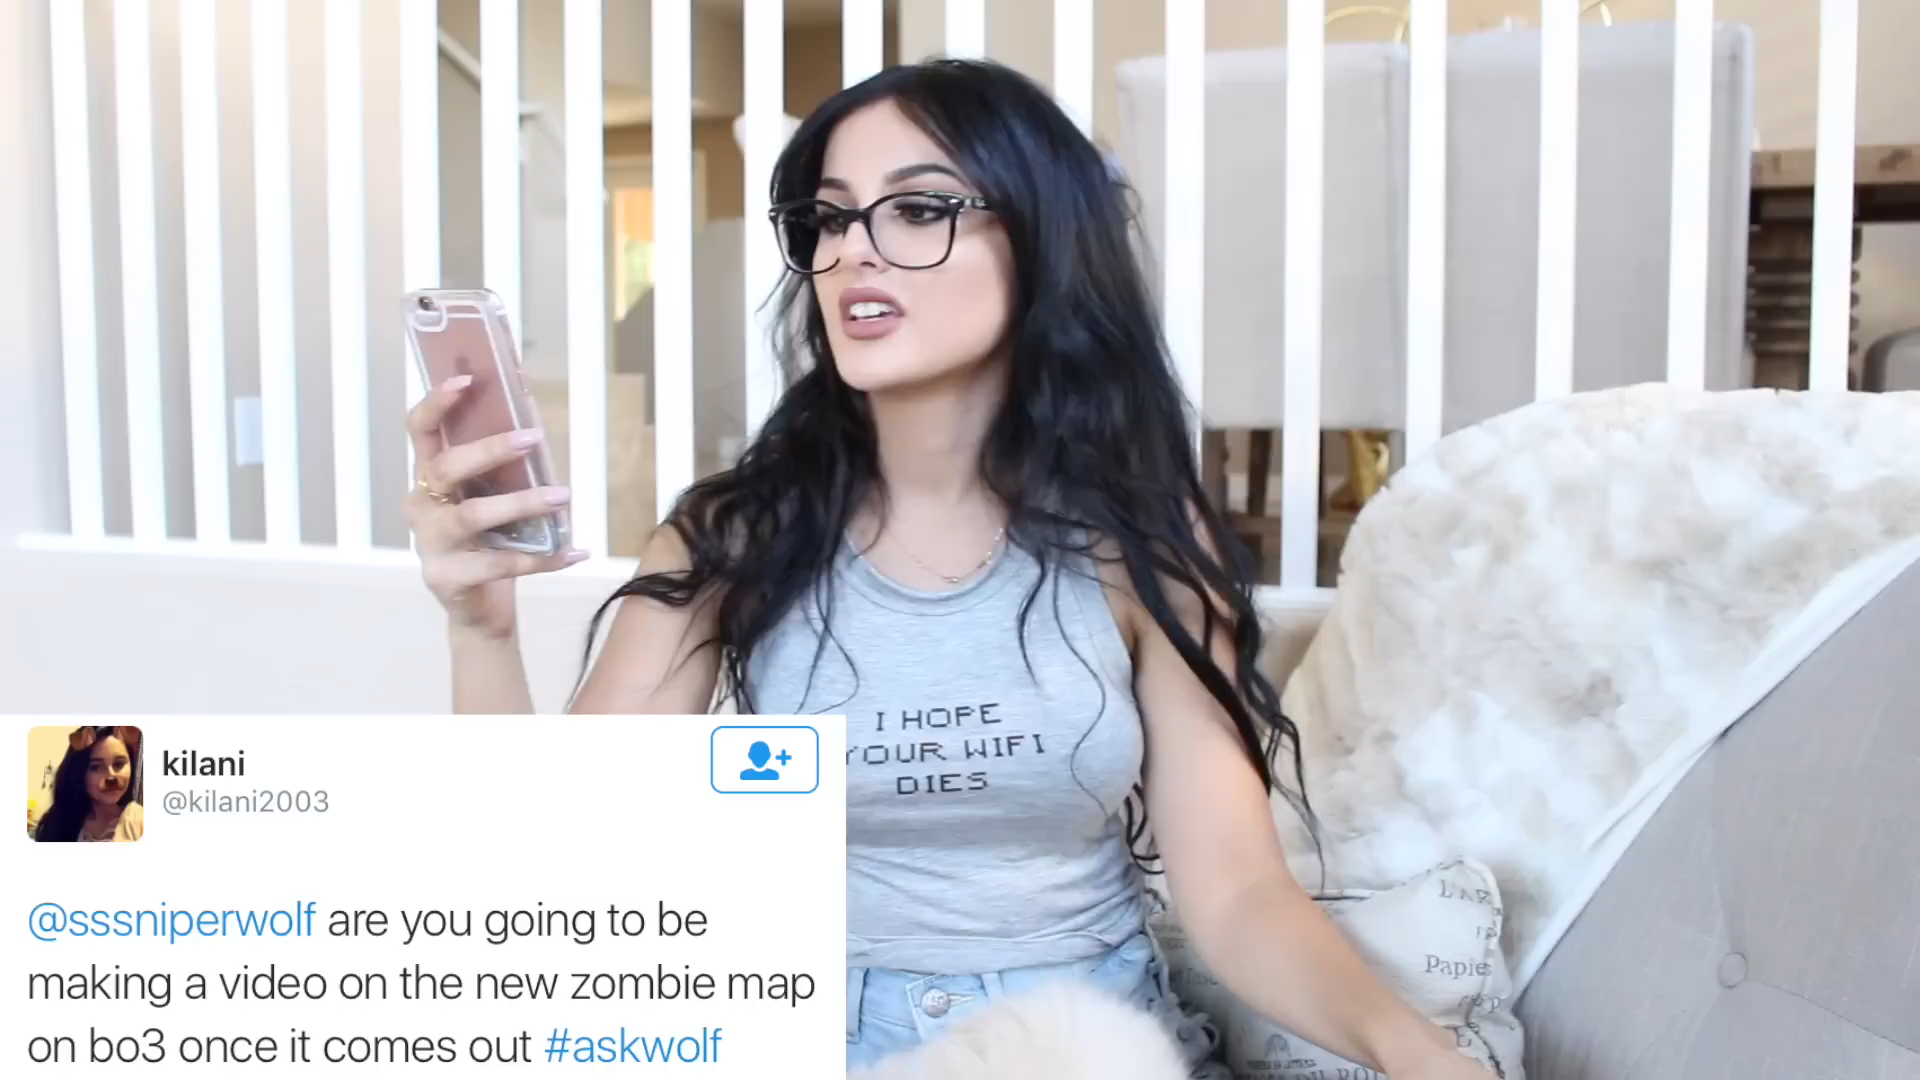 I HOPE
YOUR WIFI
DIES
kilani
@kilani2003
@sssniperwolf are you going to be
making a video on the new zombie map
on bo3 once it comes out #askwolf
Papie